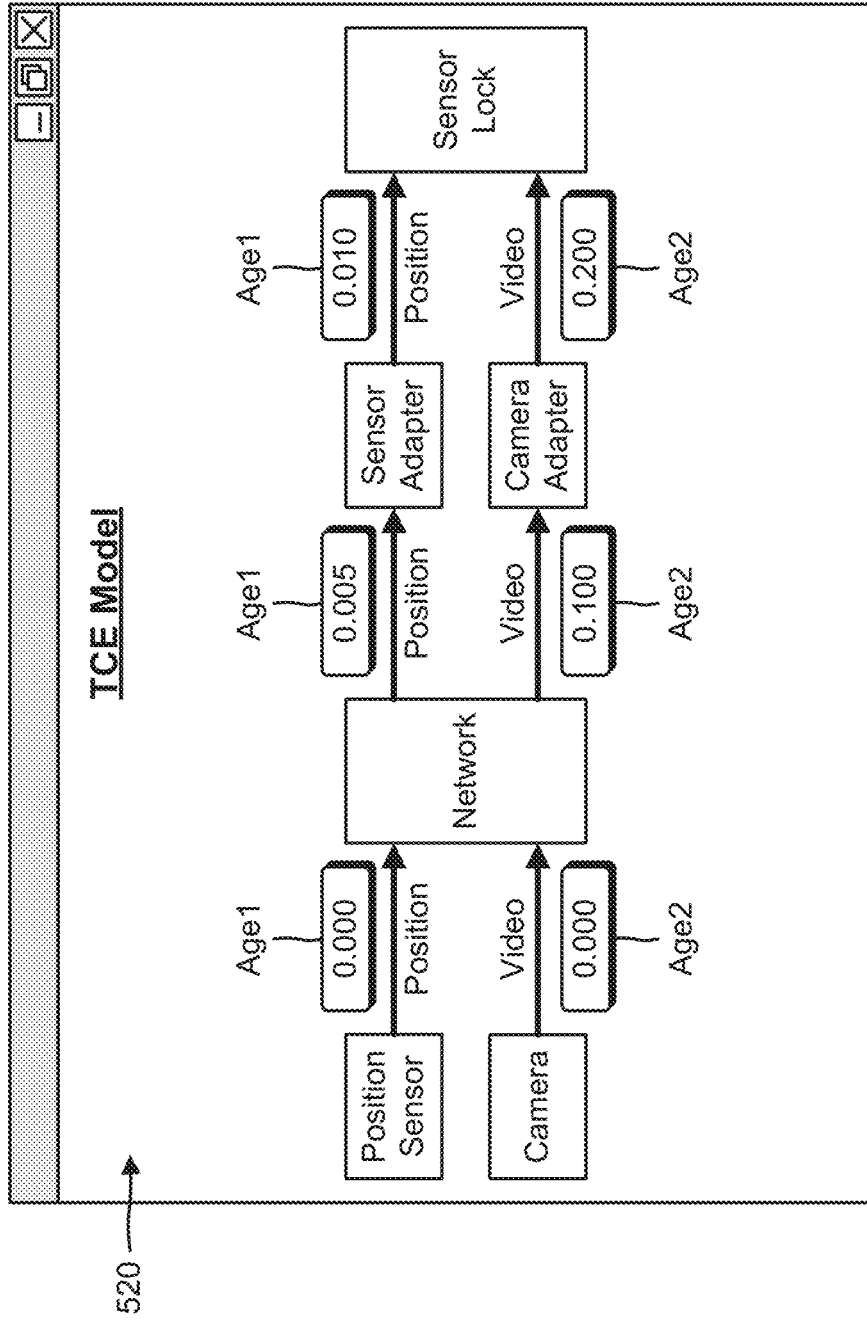 520
TCE Model
Age1
Age1
Age1
0.000
0.005
0.010
Position
Sensor
Position
Network
Position
Sensor
Adapter
Position
Sensor
Lock
Camera
Video
Video
Camera
Adapter
Video
0.000
0.100
0.200
Age2
Age2
Age2